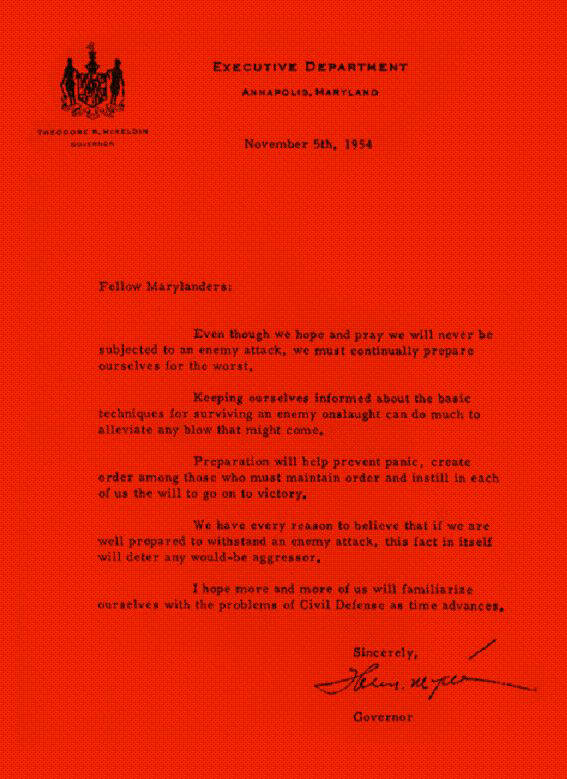 EXECUTIVE DEPARTMENT
ANNAPOLIS, MARYLAND
THEODORE R. McKELDIN
GOVERNOR
November 5th, 1954
Fellow Marylanders:
Even though we hope and pray we will never be
subjected to an enemy attack, we must continually prepare
ourselves for the worst.
Keeping ourselves informed about the basic
techniques for surviving an enemy onslaught can do much to
alleviate any blow that might come.
Preparation will help prevent panic, create
order among those who must maintain order and instill in each
of us the will to go on to victory.
We have every reason to believe that if we are
well prepared to withstand an enemy attack, this fact in itself
will deter any would-be aggressor.
I hope more and more of us will familiarize
ourselves with the problems of Civil Defense as time advances.
Sincerely,
Governor